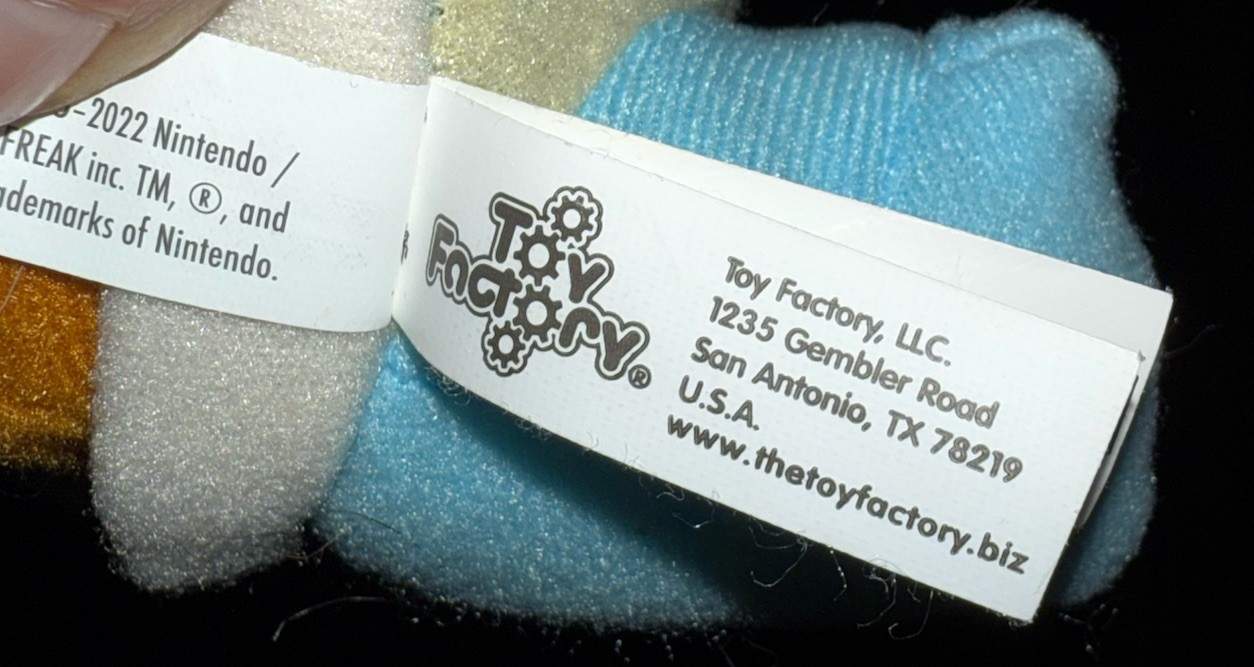 -2022 Nintendo /
FREAK inc. TM, ®, and
ademarks of Nintendo.
Toy
Factory®
Toy Factory, LLC.
1235 Gembler Road
San Antonio, TX 78219
U.S.A.
www.thetoyfactory.biz